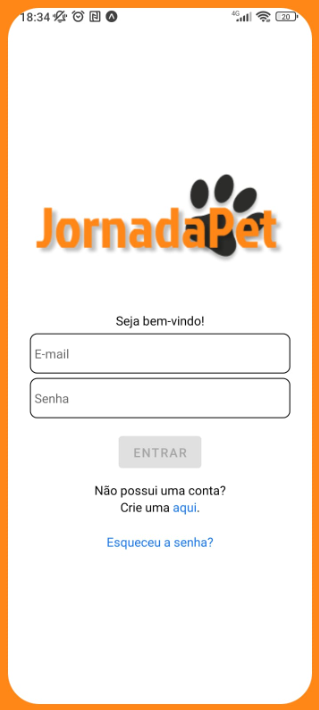 18:34
4G
20
JornadaPet
Seja bem-vindo!
E-mail
Senha
ENTRAR
Não possui uma conta?
Crie uma aqui.
Esqueceu a senha?